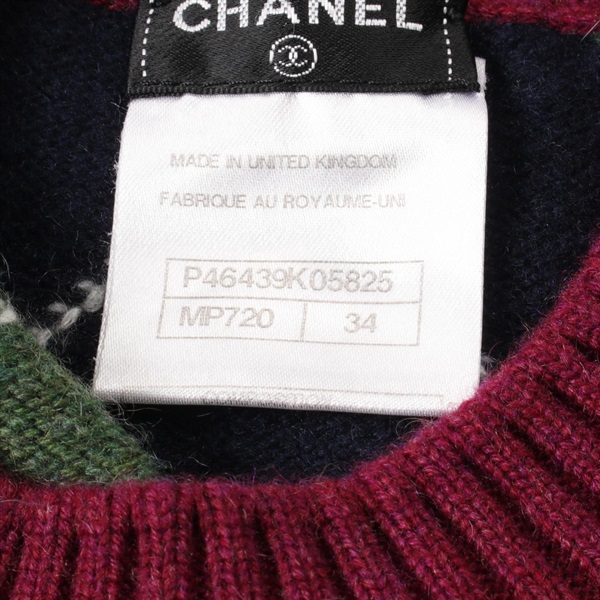 CHANEL
MADE IN UNITED KINGDOM
FABRIQUE AU ROYAUME-UNI
P46439K05825
MP720 34